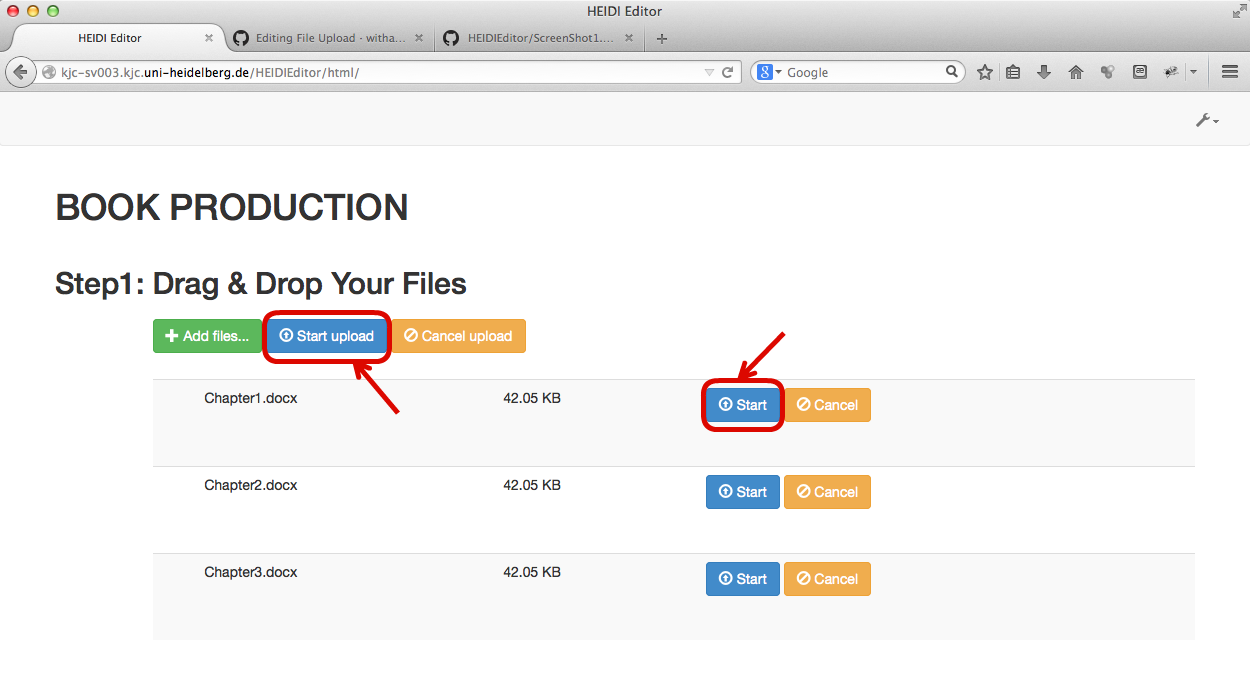 HEIDI Editor
HEIDI Editor
Editing File Upload - witha...
HEIDIEditor/ScreenShot1....
kjc-sv003.kjc.uni-heidelberg.de/HEIDIEditor/html/
8 Google
BOOK PRODUCTION
Step1: Drag & Drop Your Files
Add files... Start upload Cancel upload
Chapter1.docx 42.05 KB Start Cancel
Chapter2.docx 42.05 KB Start Cancel
Chapter3.docx 42.05 KB Start Cancel